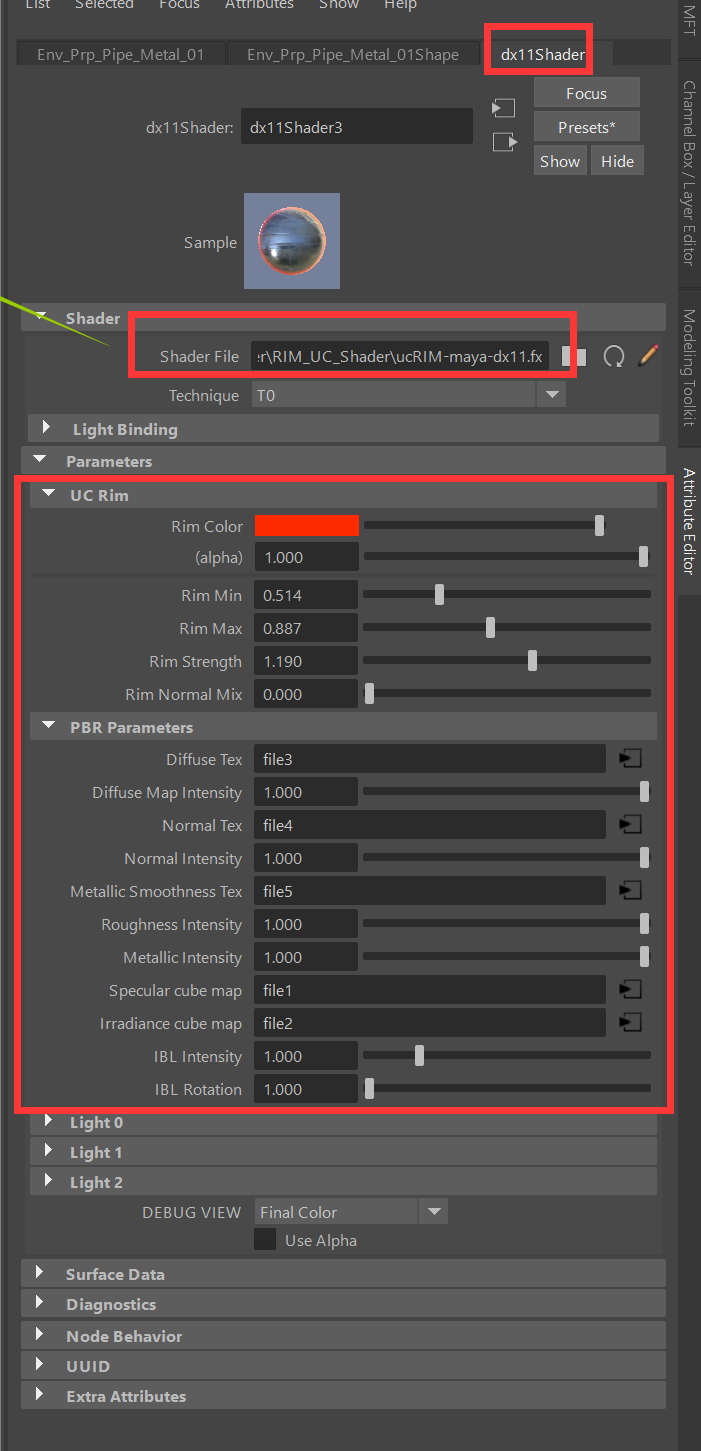 List Selected Focus Attributes Show Help
MFT
Env_Prp_Pipe_Metal_01 Env_Prp_Pipe_Metal_01Shape dx11Shader
Focus
dx11Shader: dx11Shader3
Presets*
Show Hide
Channel Box / Layer Editor
Sample
Shader
Modeling Toolkit
Shader File er\RIM_UC_Shader\ucRIM-maya-dx11.fx
Technique T0
Light Binding
Parameters
Attribute Editor
UC Rim
Rim Color
(alpha) 1.000
Rim Min 0.514
Rim Max 0.887
Rim Strength 1.190
Rim Normal Mix 0.000
PBR Parameters
Diffuse Tex file3
Diffuse Map Intensity 1.000
Normal Tex file4
Normal Intensity 1.000
Metallic Smoothness Tex file5
Roughness Intensity 1.000
Metallic Intensity 1.000
Specular cube map file1
Irradiance cube map file2
IBL Intensity 1.000
IBL Rotation 1.000
Light 0
Light 1
Light 2
DEBUG VIEW Final Color
Use Alpha
Surface Data
Diagnostics
Node Behavior
UUID
Extra Attributes